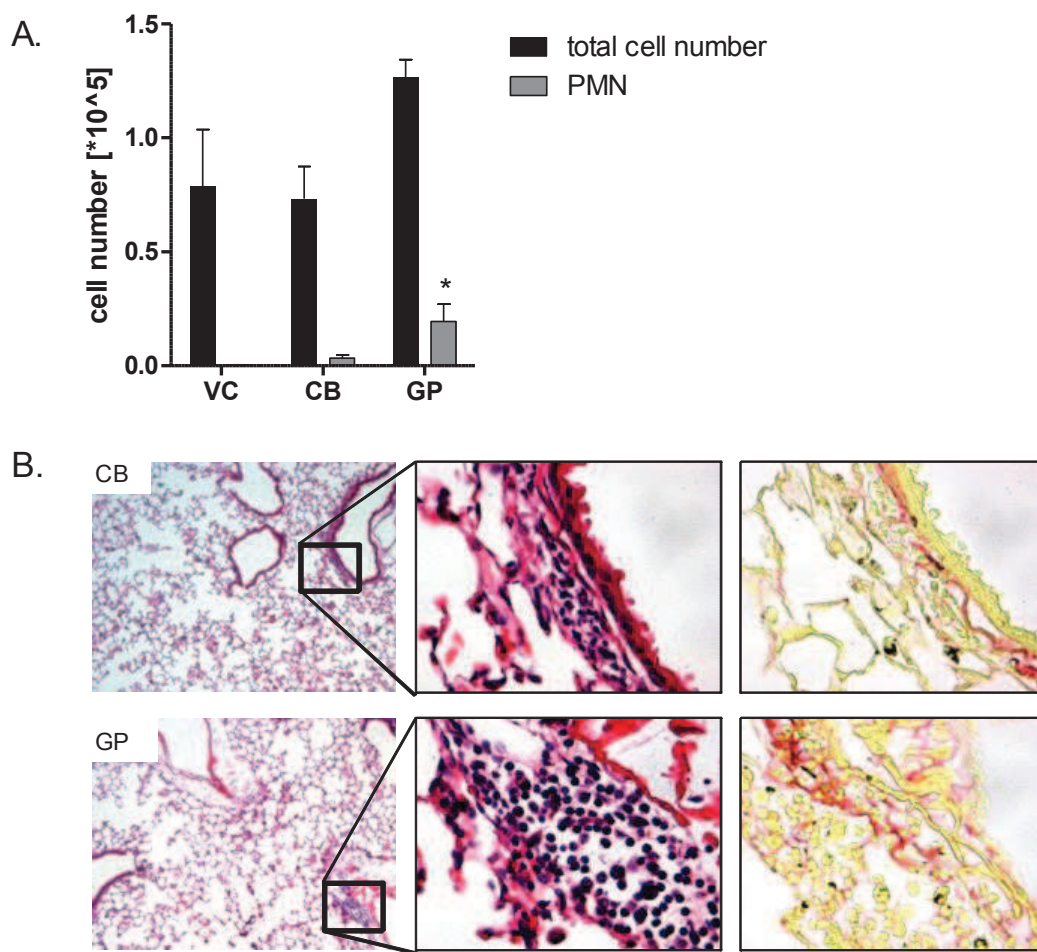 A.
1.5
1.0
0.5
0.0
cell number [*10^5]
total cell number
PMN
*
VC CB GP
B.
CB
GP